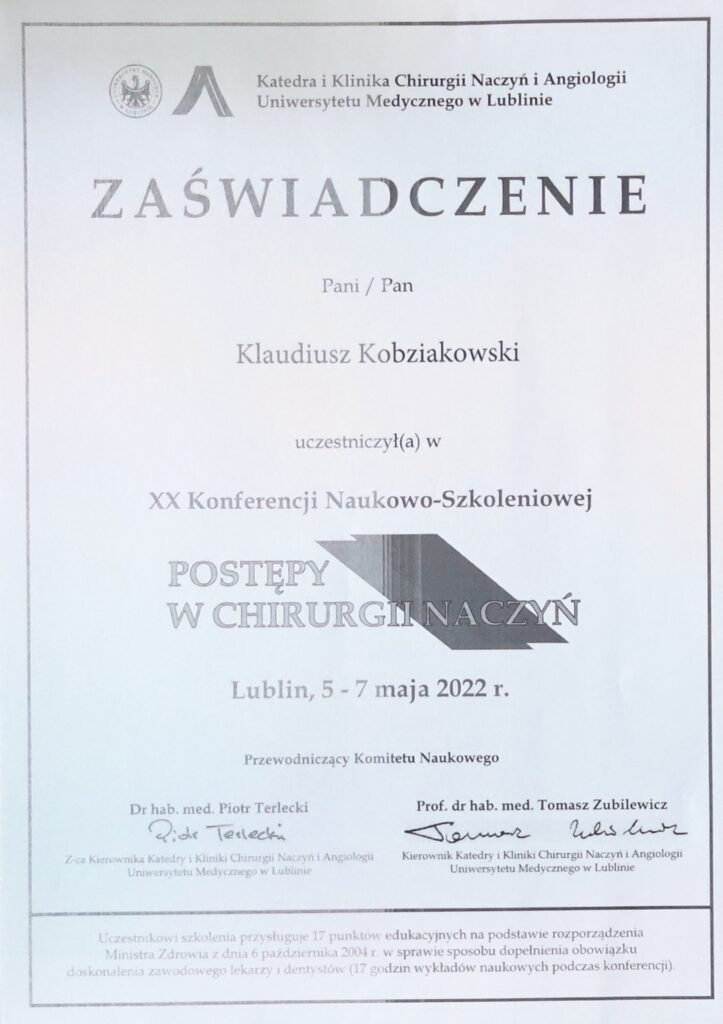 Katedra i Klinika Chirurgii Naczyń i Angiologii
Uniwersytetu Medycznego w Lublinie
ZAŚWIADCZENIE
Pani / Pan
Klaudiusz Kobziakowski
uczestniczył(a) w
XX Konferencji Naukowo-Szkoleniowej
POSTĘPY
W CHIRURGII NACZYŃ
Lublin, 5 - 7 maja 2022 r.
Przewodniczący Komitetu Naukowego
Dr hab. med. Piotr Terlecki
Piotr Terlecki
Z-ca Kierownika Katedry i Kliniki Chirurgii Naczyń i Angiologii
Uniwersytetu Medycznego w Lublinie
Prof. dr hab. med. Tomasz Zubilewicz
Kierownik Katedry i Kliniki Chirurgii Naczyń i Angiologii
Uniwersytetu Medycznego w Lublinie
Uczestnikowi szkolenia przysługuje 17 punktów edukacyjnych na podstawie rozporządzenia
Ministra Zdrowia z dnia 6 października 2004 r. w sprawie sposobu dopełnienia obowiązku
doskonalenia zawodowego lekarzy i dentystów (17 godzin wykładów naukowych podczas konferencji).